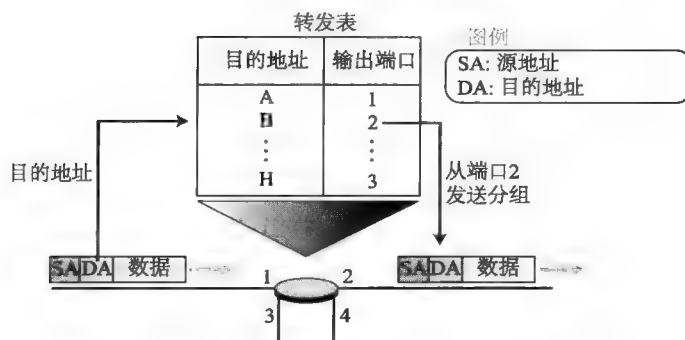 转发表
图例
目的地址 输出端口
SA: 源地址
DA: 目的地址
A 1
B 2
⋮ ⋮
H 3
目的地址
从端口2
发送分组
SA DA 数据
SA DA 数据
1 2
3 4